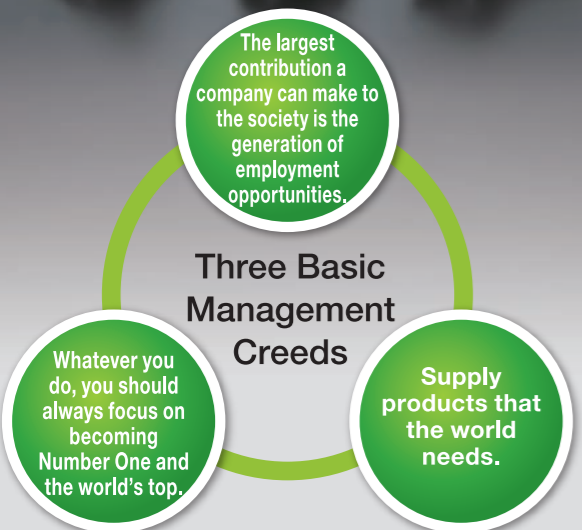 The largest
contribution a
company can make to
the society is the
generation of
employment
opportunities.
Three Basic
Management
Creeds
Whatever you
do, you should
always focus on
becoming
Number One and
the world's top.
Supply
products that
the world
needs.